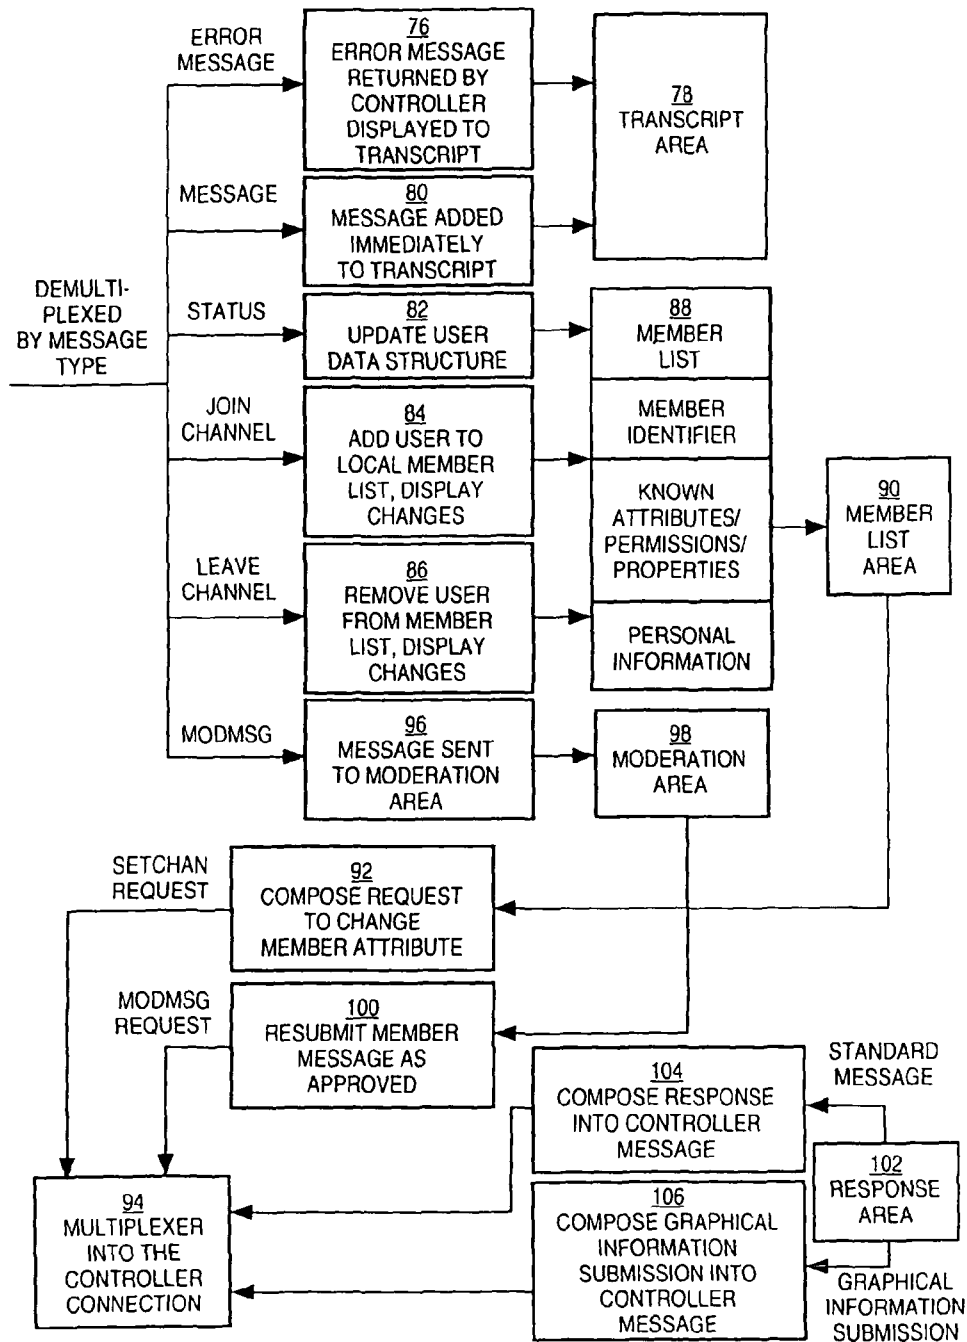 ERROR
MESSAGE
76
ERROR MESSAGE
RETURNED BY
CONTROLLER
DISPLAYED TO
TRANSCRIPT
78
TRANSCRIPT
AREA
MESSAGE
80
MESSAGE ADDED
IMMEDIATELY
TO TRANSCRIPT
DEMULTI-
PLEXED
BY MESSAGE
TYPE
STATUS
82
UPDATE USER
DATA STRUCTURE
88
MEMBER
LIST
JOIN
CHANNEL
84
ADD USER TO
LOCAL MEMBER
LIST, DISPLAY
CHANGES
MEMBER
IDENTIFIER
KNOWN
ATTRIBUTES/
PERMISSIONS/
PROPERTIES
90
MEMBER
LIST
AREA
LEAVE
CHANNEL
86
REMOVE USER
FROM MEMBER
LIST, DISPLAY
CHANGES
PERSONAL
INFORMATION
MODMSG
96
MESSAGE SENT
TO MODERATION
AREA
98
MODERATION
AREA
SETCHAN
REQUEST
92
COMPOSE REQUEST
TO CHANGE
MEMBER ATTRIBUTE
MODMSG
REQUEST
100
RESUBMIT MEMBER
MESSAGE AS
APPROVED
104
COMPOSE RESPONSE
INTO CONTROLLER
MESSAGE
STANDARD
MESSAGE
102
RESPONSE
AREA
94
MULTIPLEXER
INTO THE
CONTROLLER
CONNECTION
106
COMPOSE GRAPHICAL
INFORMATION
SUBMISSION INTO
CONTROLLER
MESSAGE
GRAPHICAL
INFORMATION
SUBMISSION